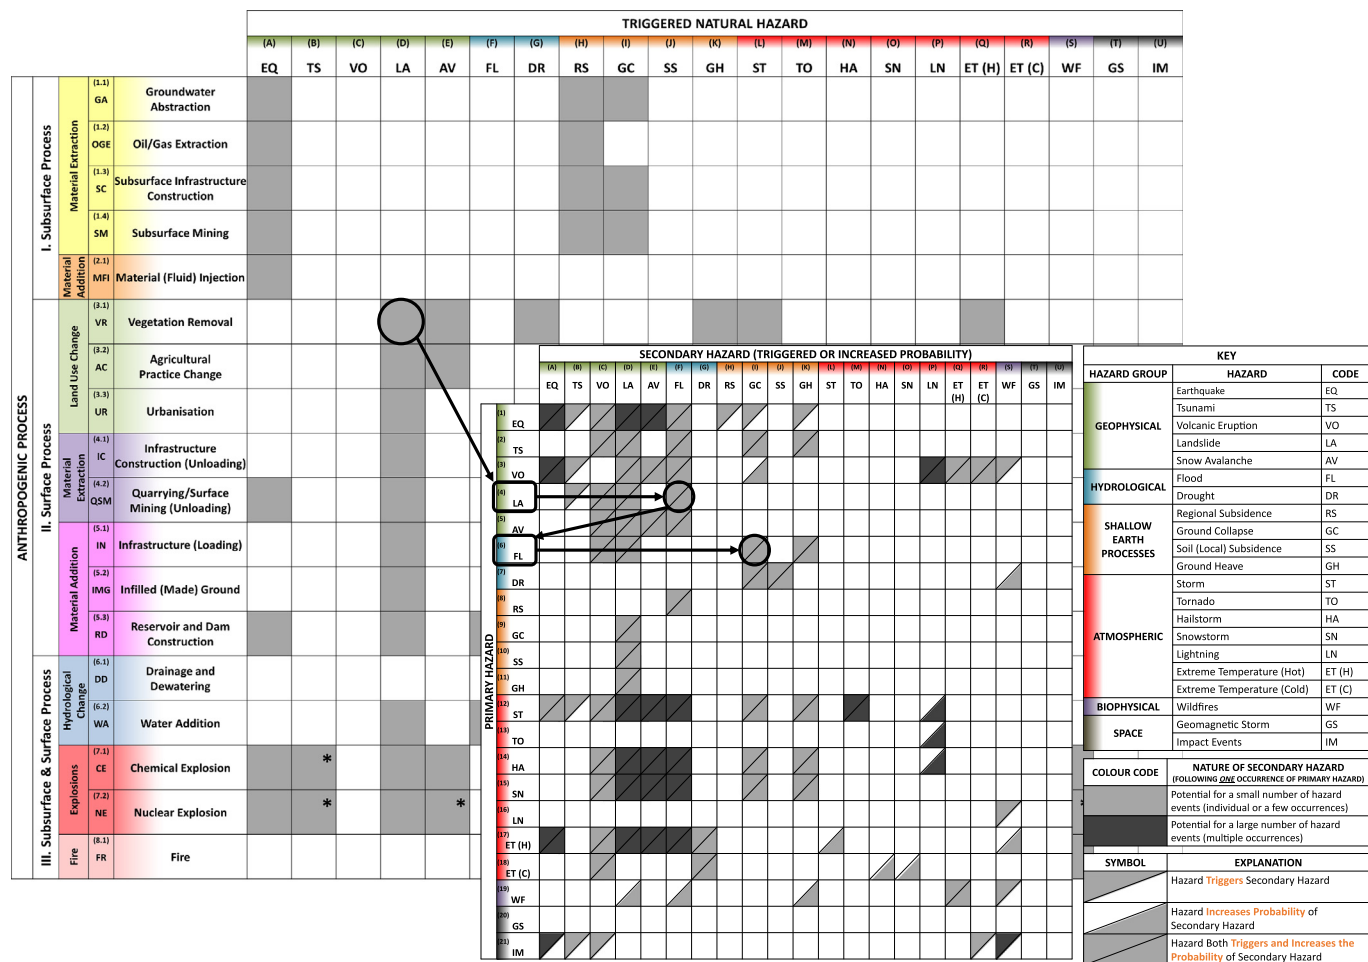 TRIGGERED NATURAL HAZARD
(A) (B) (C) (D) (E) (F) (G) (H) (I) (J) (K) (L) (M) (N) (O) (P) (Q) (R) (S) (T) (U)
EQ TS VO LA AV FL DR RS GC SS GH ST TO HA SN LN ET (H) ET (C) WF GS IM
ANTHROPOGENIC PROCESS
I. Subsurface Process
Material Extraction
(1.1)
GA
Groundwater
Abstraction
(1.2)
OGE
Oil/Gas Extraction
(1.3)
SC
Subsurface Infrastructure
Construction
(1.4)
SM
Subsurface Mining
Material
Addition
(2.1)
MFI
Material (Fluid) Injection
II. Surface Process
Land Use Change
(3.1)
VR
Vegetation Removal
(3.2)
AC
Agricultural
Practice Change
(3.3)
UR
Urbanisation
Material
Extraction
(4.1)
IC
Infrastructure
Construction (Unloading)
(4.2)
QSM
Quarrying/Surface
Mining (Unloading)
Material Addition
(5.1)
IN
Infrastructure (Loading)
(5.2)
IMG
Infilled (Made) Ground
(5.3)
RD
Reservoir and Dam
Construction
III. Subsurface & Surface Process
Hydrological
Change
(6.1)
DD
Drainage and
Dewatering
(6.2)
WA
Water Addition
Explosions
(7.1)
CE
Chemical Explosion
*
(7.2)
NE
Nuclear Explosion
* *
Fire
(8.1)
FR
Fire
SECONDARY HAZARD (TRIGGERED OR INCREASED PROBABILITY)
(A) (B) (C) (D) (E) (F) (G) (H) (I) (J) (K) (L) (M) (N) (O) (P) (Q) (R) (S) (T) (U)
EQ TS VO LA AV FL DR RS GC SS GH ST TO HA SN LN ET (H) ET (C) WF GS IM
PRIMARY HAZARD
(1)
EQ
(2)
TS
(3)
VO
(4)
LA
(5)
AV
(6)
FL
(7)
DR
(8)
RS
(9)
GC
(10)
SS
(11)
GH
(12)
ST
(13)
TO
(14)
HA
(15)
SN
(16)
LN
(17)
ET (H)
(18)
ET (C)
(19)
WF
(20)
GS
(21)
IM
KEY
HAZARD GROUP HAZARD CODE
GEOPHYSICAL
Earthquake EQ
Tsunami TS
Volcanic Eruption VO
Landslide LA
Snow Avalanche AV
HYDROLOGICAL
Flood FL
Drought DR
SHALLOW
EARTH
PROCESSES
Regional Subsidence RS
Ground Collapse GC
Soil (Local) Subsidence SS
Ground Heave GH
ATMOSPHERIC
Storm ST
Tornado TO
Hailstorm HA
Snowstorm SN
Lightning LN
Extreme Temperature (Hot) ET (H)
Extreme Temperature (Cold) ET (C)
BIOPHYSICAL
Wildfires WF
SPACE
Geomagnetic Storm GS
Impact Events IM
COLOUR CODE
NATURE OF SECONDARY HAZARD
(FOLLOWING ONE OCCURRENCE OF PRIMARY HAZARD)
Potential for a small number of hazard
events (individual or a few occurrences)
Potential for a large number of hazard
events (multiple occurrences)
SYMBOL EXPLANATION
Hazard Triggers Secondary Hazard
Hazard Increases Probability of
Secondary Hazard
Hazard Both Triggers and Increases the
Probability of Secondary Hazard